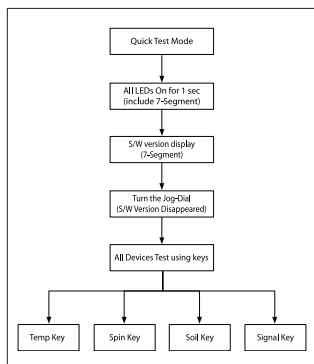 Quick Test Mode
All LEDs On for 1 sec
(include 7-Segment)
S/W version display
(7-Segment)
Turn the Jog-Dial
(S/W Version Disappeared)
All Devices Test using keys
Temp Key
Spin Key
Soil Key
Signal Key